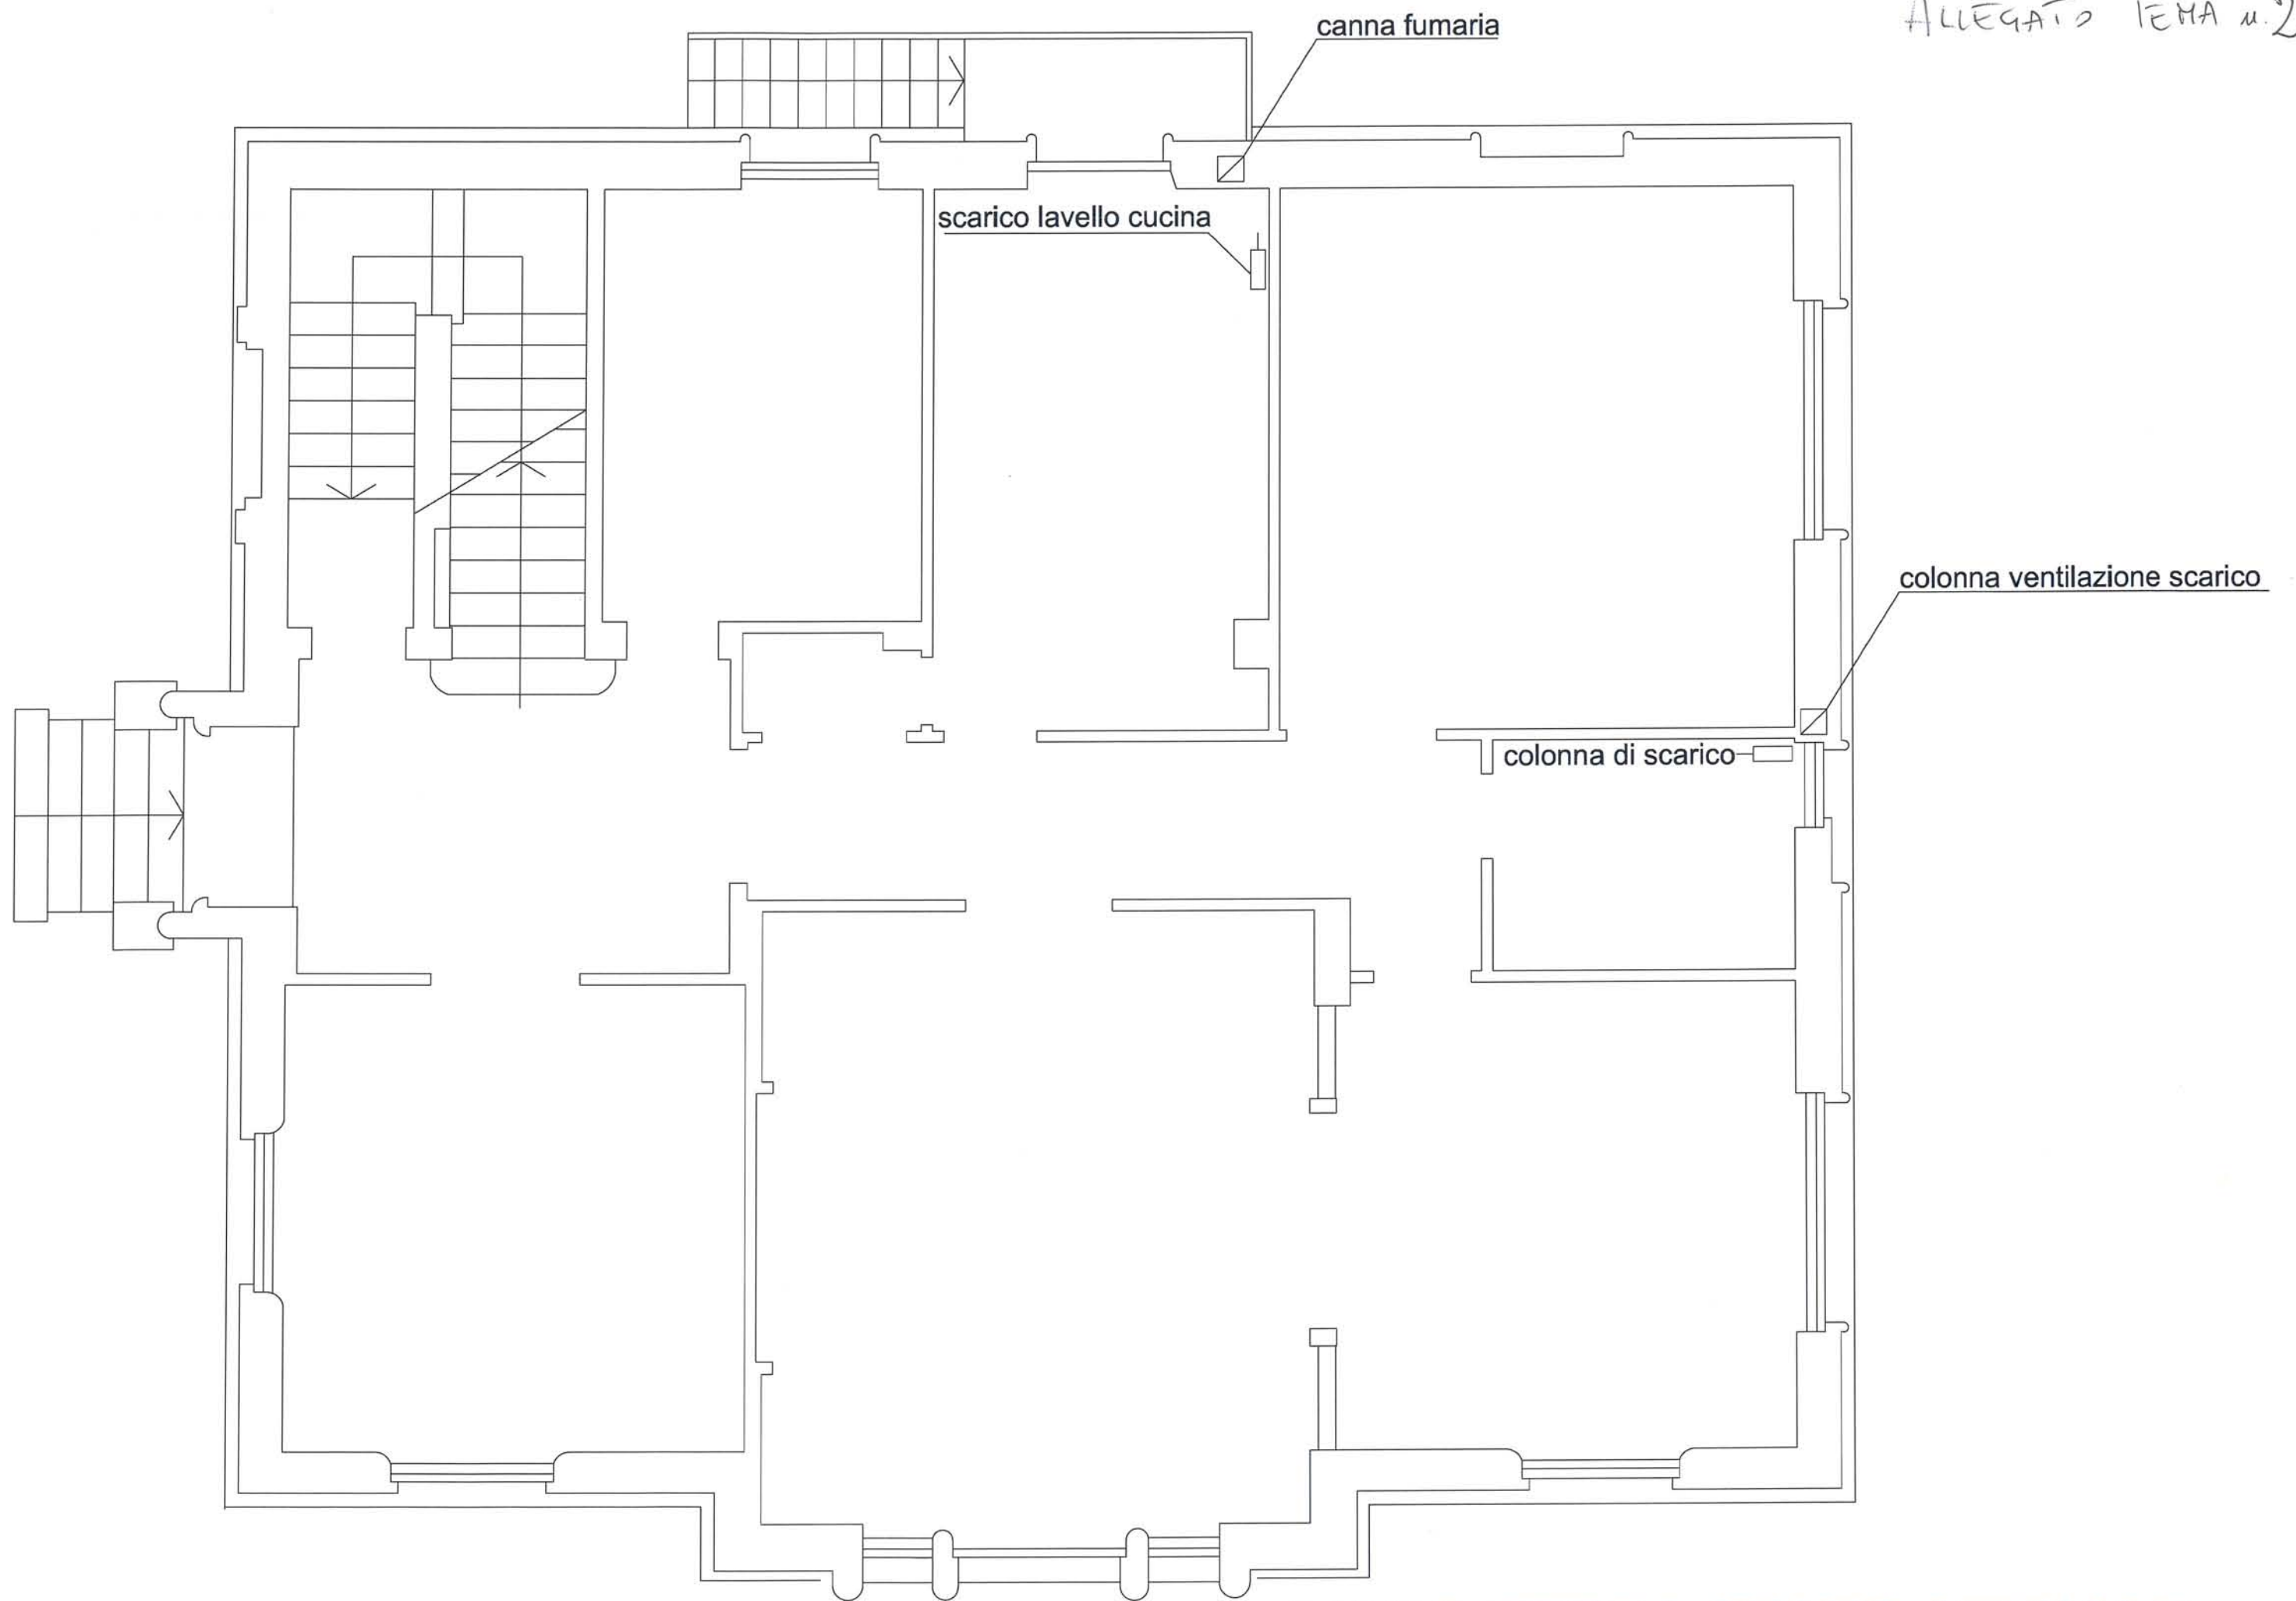 ALLEGATO TEMA n. 2
canna fumaria
scarico lavello cucina
colonna ventilazione scarico
colonna di scarico